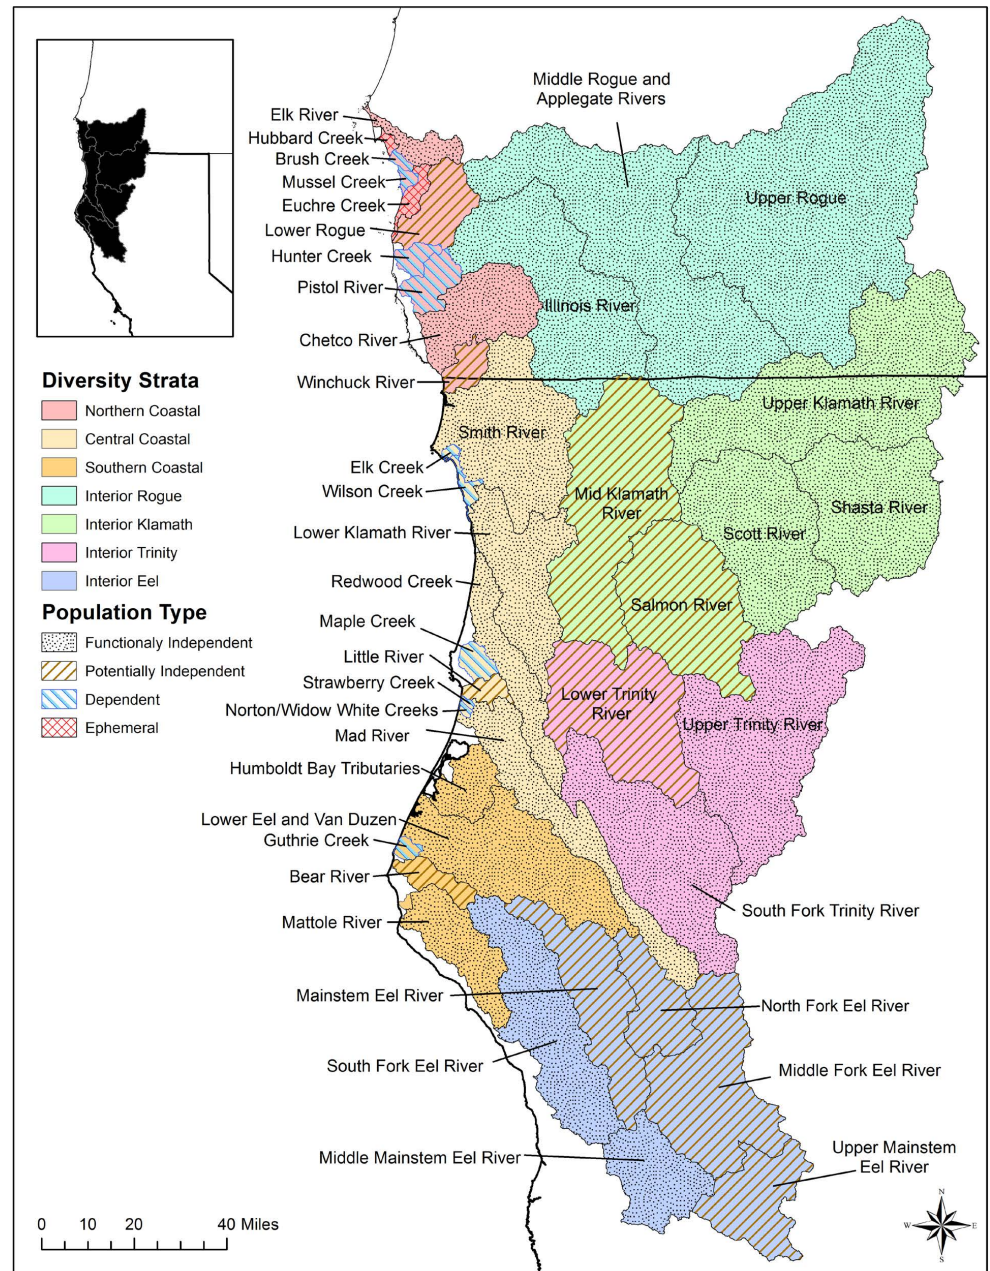 Middle Rogue and
Applegate Rivers
Elk River
Hubbard Creek
Brush Creek
Mussel Creek
Euchre Creek
Lower Rogue
Hunter Creek
Pistol River
Chetco River
Winchuck River
Upper Rogue
Illinois River
Diversity Strata
Northern Coastal
Central Coastal
Southern Coastal
Interior Rogue
Interior Klamath
Interior Trinity
Interior Eel
Population Type
Functionaly Independent
Potentially Independent
Dependent
Ephemeral
Upper Klamath River
Smith River
Elk Creek
Wilson Creek
Mid Klamath
River
Shasta River
Scott River
Lower Klamath River
Redwood Creek
Salmon River
Maple Creek
Little River
Strawberry Creek
Norton/Widow White Creeks
Mad River
Lower Trinity
River
Upper Trinity River
Humboldt Bay Tributaries
Lower Eel and Van Duzen
Guthrie Creek
Bear River
Mattole River
South Fork Trinity River
Mainstem Eel River
North Fork Eel River
South Fork Eel River
Middle Fork Eel River
Middle Mainstem Eel River
Upper Mainstem
Eel River
0 10 20 40 Miles
N
W E
S